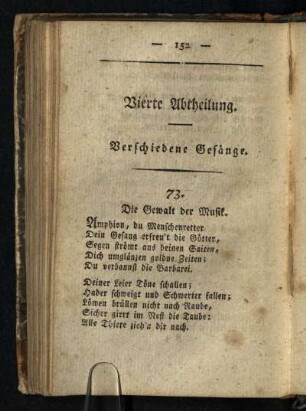 — 152 —
Vierte Abtheilung.
Verschiedene Gesänge.
73.
Die Gewalt der Musik.
Amphion, du Menschenretter
Dein Gesang erfreu't die Götter,
Segen strömt aus deinen Saiten,
Dich umglänzen goldne Zeiten;
Du verbannst die Barbarei.
Deiner Leier Töne schallen;
Hader schweigt und Schwerter fallen;
Löwen brüllen nicht nach Raube,
Sicher girrt im Nest die Taube:
Alle Thiere zieh'n dir nach.